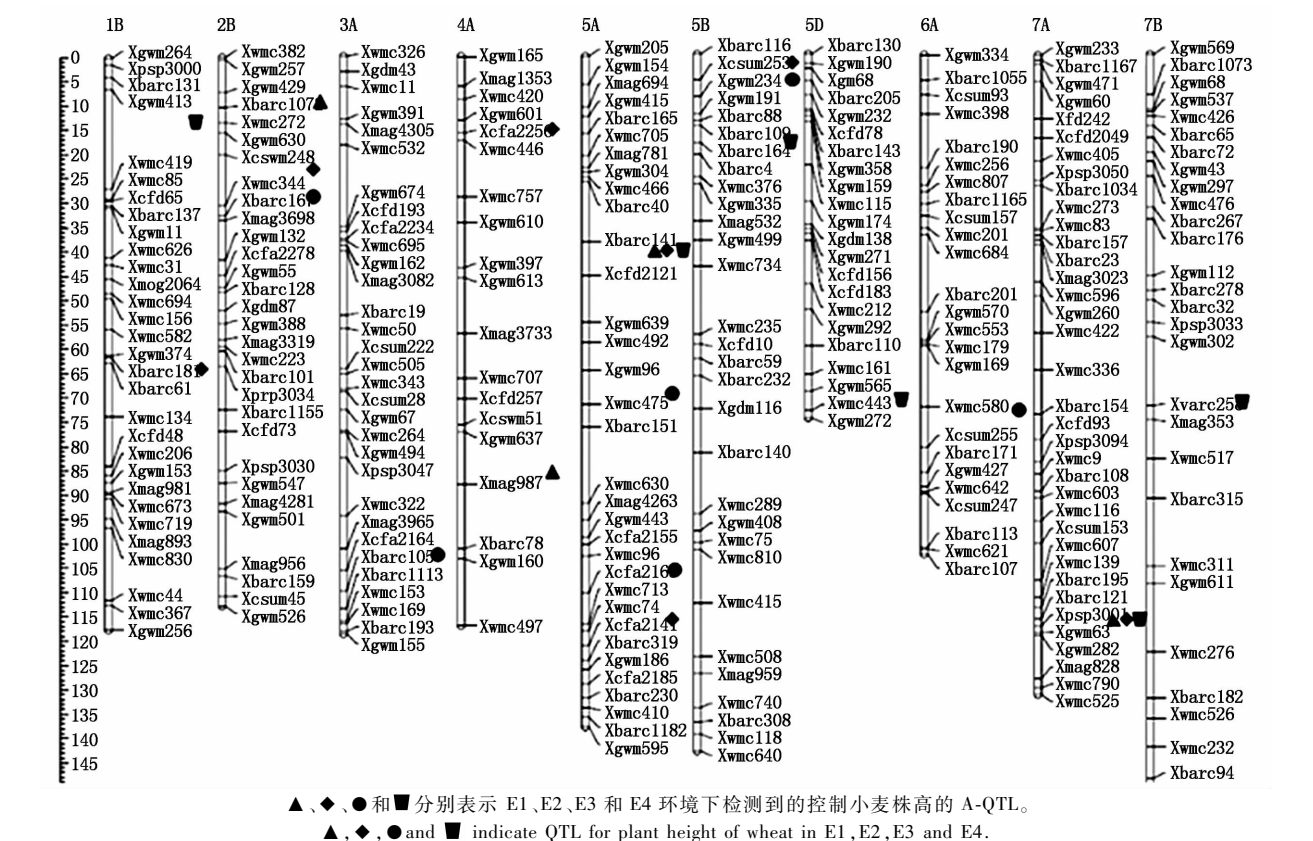 1B
2B
3A
4A
5A
5B
5D
6A
7A
7B
0
5
10
15
20
25
30
35
40
45
50
55
60
65
70
75
80
85
90
95
100
105
110
115
120
125
130
135
140
145
Xgwm264
Xpsp3000
Xbarc131
Xgwm413
Xwmc419
Xwmc85
Xcfd65
Xbarc137
Xgwm11
Xwmc626
Xwmc31
Xmog2064
Xwmc694
Xwmc156
Xwmc582
Xgwm374
Xbarc181
Xbarc61
Xwmc134
Xcfd48
Xwmc206
Xgwm153
Xmag981
Xwmc673
Xwmc719
Xmag893
Xwmc830
Xwmc44
Xwmc367
Xgwm256
Xwmc382
Xgwm257
Xgwm429
Xbarc107
Xwmc272
Xgwm630
Xcswm248
Xwmc344
Xbarc167
Xmag3698
Xgwm132
Xcfa2278
Xgwm55
Xbarc128
Xgdm87
Xgwm388
Xmag3319
Xwmc223
Xbarc101
Xprp3034
Xbarc1155
Xcfd73
Xpsp3030
Xgwm547
Xmag4281
Xgwm501
Xmag956
Xbarc159
Xcsum45
Xgwm526
Xwmc326
Xgdm43
Xwmc11
Xgwm391
Xmag4305
Xwmc532
Xgwm674
Xcfd193
Xcfa2234
Xwmc695
Xgwm162
Xmag3082
Xbarc19
Xwmc50
Xcsum222
Xwmc505
Xwmc343
Xcsum28
Xgwm67
Xwmc264
Xgwm494
Xpsp3047
Xwmc322
Xmag3965
Xcfa2164
Xbarc105
Xbarc1113
Xwmc153
Xwmc169
Xbarc193
Xgwm155
Xgwm165
Xmag1353
Xwmc420
Xgwm601
Xcfa2256
Xwmc446
Xwmc757
Xgwm610
Xgwm397
Xgwm613
Xmag3733
Xwmc707
Xcfd257
Xcswm51
Xgwm637
Xmag987
Xbarc78
Xgwm160
Xwmc497
Xgwm205
Xgwm154
Xmag694
Xgwm415
Xbarc165
Xwmc705
Xmag781
Xgwm304
Xwmc466
Xbarc40
Xbarc141
Xcfd2121
Xgwm639
Xwmc492
Xgwm96
Xwmc475
Xbarc151
Xwmc630
Xmag4263
Xgwm443
Xcfa2155
Xwmc96
Xcfa216
Xwmc713
Xwmc74
Xcfa2141
Xbarc319
Xgwm186
Xcfa2185
Xbarc230
Xwmc410
Xbarc1182
Xgwm595
Xbarc116
Xcsum253
Xgwm234
Xgwm191
Xbarc88
Xbarc109
Xbarc164
Xbarc4
Xwmc376
Xgwm335
Xmag532
Xgwm499
Xwmc734
Xwmc235
Xcfd10
Xbarc59
Xbarc232
Xgdm116
Xbarc140
Xwmc289
Xgwm408
Xwmc75
Xwmc810
Xwmc415
Xwmc508
Xmag959
Xwmc740
Xbarc308
Xwmc118
Xwmc640
Xbarc130
Xgwm190
Xgm68
Xbarc205
Xgwm232
Xcfd78
Xbarc143
Xgwm358
Xgwm159
Xwmc115
Xgwm174
Xgdm138
Xgwm271
Xcfd156
Xcfd183
Xwmc212
Xgwm292
Xbarc110
Xwmc161
Xgwm565
Xwmc443
Xgwm272
Xgwm334
Xbarc1055
Xcsum93
Xwmc398
Xbarc190
Xwmc256
Xwmc807
Xbarc1165
Xcsum157
Xwmc201
Xwmc684
Xbarc201
Xgwm570
Xwmc553
Xwmc179
Xgwm169
Xwmc580
Xcsum255
Xbarc171
Xgwm427
Xwmc642
Xcsum247
Xbarc113
Xwmc621
Xbarc107
Xgwm233
Xbarc1167
Xgwm471
Xgwm60
Xfd242
Xcfd2049
Xwmc405
Xpsp3050
Xbarc1034
Xwmc273
Xwmc83
Xbarc157
Xbarc23
Xmag3023
Xwmc596
Xgwm260
Xwmc422
Xwmc336
Xbarc154
Xcfd93
Xpsp3094
Xwmc9
Xbarc108
Xwmc603
Xwmc116
Xcsum153
Xwmc607
Xwmc139
Xbarc195
Xbarc121
Xpsp3001
Xgwm63
Xgwm282
Xmag828
Xwmc790
Xwmc525
Xgwm569
Xbarc1073
Xgwm68
Xgwm537
Xwmc426
Xbarc65
Xbarc72
Xgwm43
Xgwm297
Xwmc476
Xbarc267
Xbarc176
Xgwm112
Xbarc278
Xbarc32
Xpsp3033
Xgwm302
Xvarc25
Xmag353
Xwmc517
Xbarc315
Xwmc311
Xgwm611
Xwmc276
Xbarc182
Xwmc526
Xwmc232
Xbarc94
▲、◆、●和▼分别表示 E1、E2、E3 和 E4 环境下检测到的控制小麦株高的 A-QTL。
▲,◆,●and ▼ indicate QTL for plant height of wheat in E1,E2,E3 and E4.